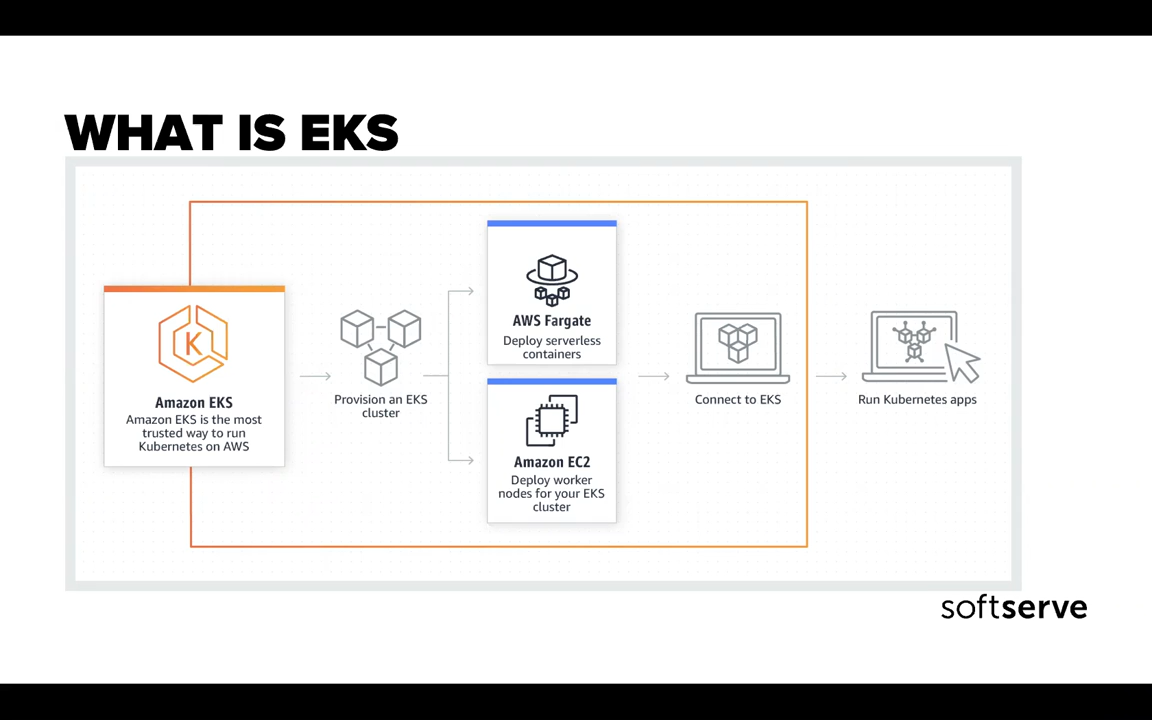 WHAT IS EKS
K
Amazon EKS
Amazon EKS is the most
trusted way to run
Kubernetes on AWS
Provision an EKS
cluster
AWS Fargate
Deploy serverless
containers
Amazon EC2
Deploy worker
nodes for your EKS
cluster
Connect to EKS
Run Kubernetes apps
softserve